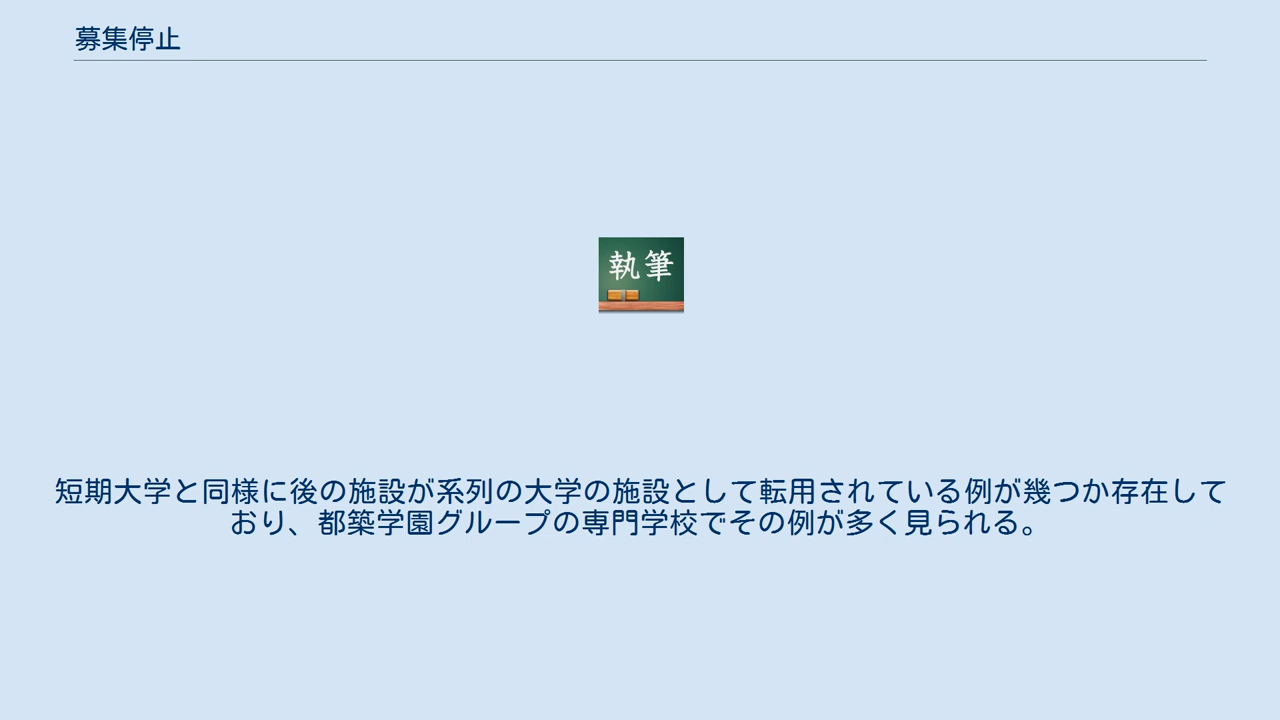 募集停止
執筆
短期大学と同様に後の施設が系列の大学の施設として転用されている例が幾つか存在して
おり、都築学園グループの専門学校でその例が多く見られる。